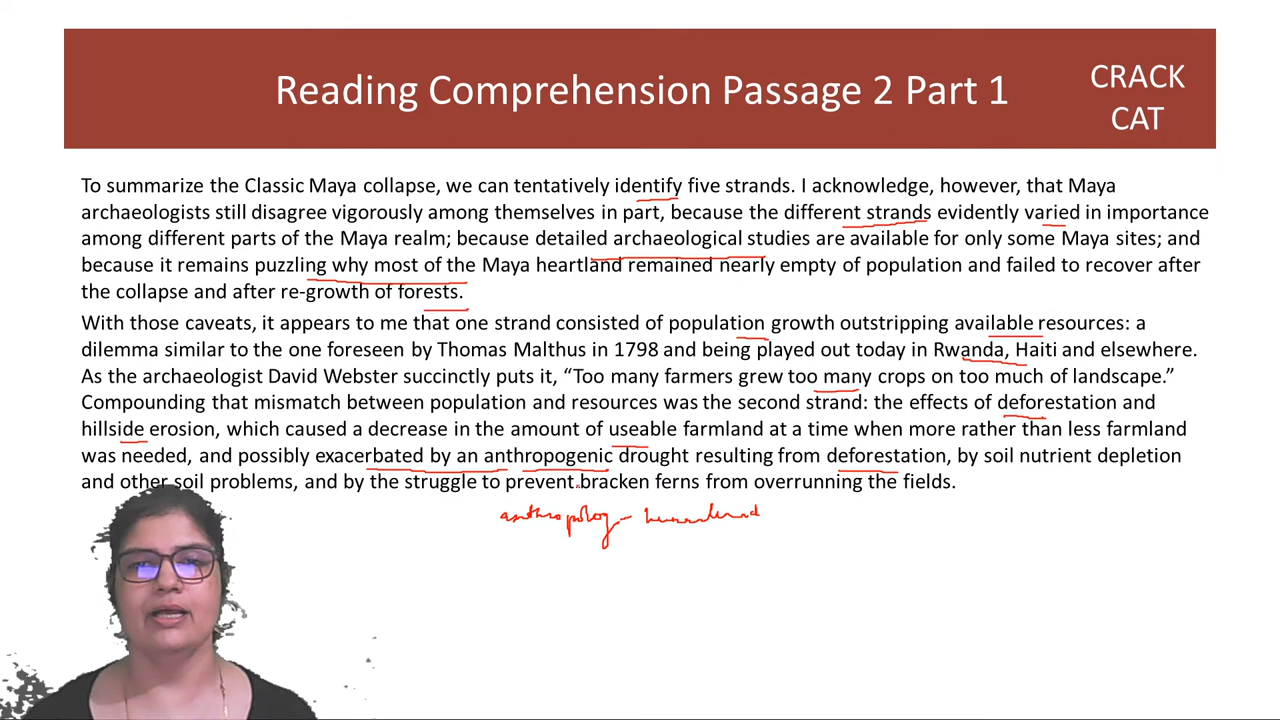 Reading Comprehension Passage 2 Part 1
CRACK
CAT
To summarize the Classic Maya collapse, we can tentatively identify five strands. I acknowledge, however, that Maya
archaeologists still disagree vigorously among themselves in part, because the different strands evidently varied in importance
among different parts of the Maya realm; because detailed archaeological studies are available for only some Maya sites; and
because it remains puzzling why most of the Maya heartland remained nearly empty of population and failed to recover after
the collapse and after re-growth of forests.
With those caveats, it appears to me that one strand consisted of population growth outstripping available resources: a
dilemma similar to the one foreseen by Thomas Malthus in 1798 and being played out today in Rwanda, Haiti and elsewhere.
As the archaeologist David Webster succinctly puts it, “Too many farmers grew too many crops on too much of landscape.”
Compounding that mismatch between population and resources was the second strand: the effects of deforestation and
hillside erosion, which caused a decrease in the amount of useable farmland at a time when more rather than less farmland
was needed, and possibly exacerbated by an anthropogenic drought resulting from deforestation, by soil nutrient depletion
and other soil problems, and by the struggle to prevent bracken ferns from overrunning the fields.
anthropolog –